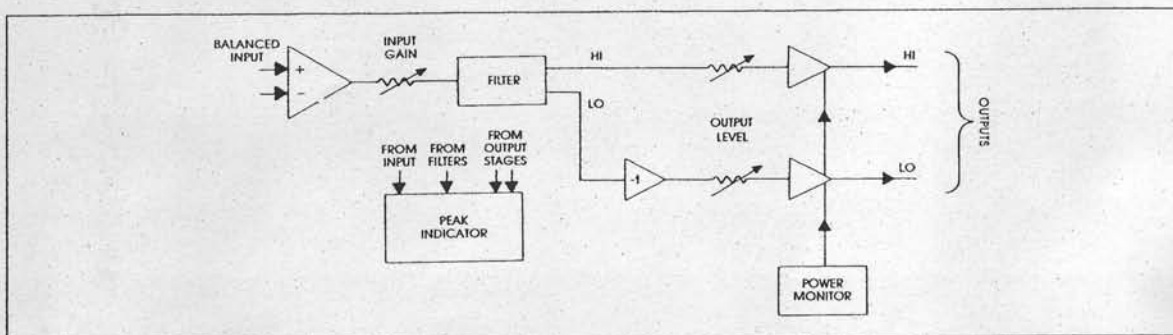 BALANCED
INPUT
+
−
INPUT
GAIN
FILTER
HI
LO
-1
OUTPUT
LEVEL
HI
LO
OUTPUTS
FROM
INPUT
FROM
FILTERS
FROM
OUTPUT
STAGES
PEAK
INDICATOR
POWER
MONITOR